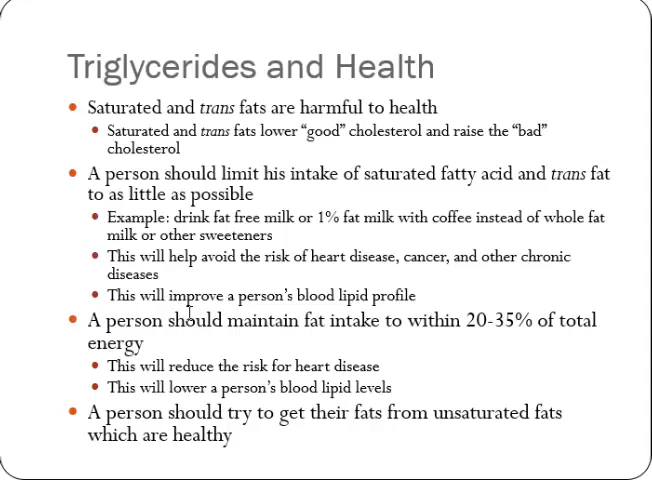 Triglycerides and Health
• Saturated and trans fats are harmful to health
• Saturated and trans fats lower “good” cholesterol and raise the “bad”
cholesterol
• A person should limit his intake of saturated fatty acid and trans fat
to as little as possible
• Example: drink fat free milk or 1% fat milk with coffee instead of whole fat
milk or other sweeteners
• This will help avoid the risk of heart disease, cancer, and other chronic
diseases
• This will improve a person’s blood lipid profile
• A person should maintain fat intake to within 20-35% of total
energy
• This will reduce the risk for heart disease
• This will lower a person’s blood lipid levels
• A person should try to get their fats from unsaturated fats
which are healthy